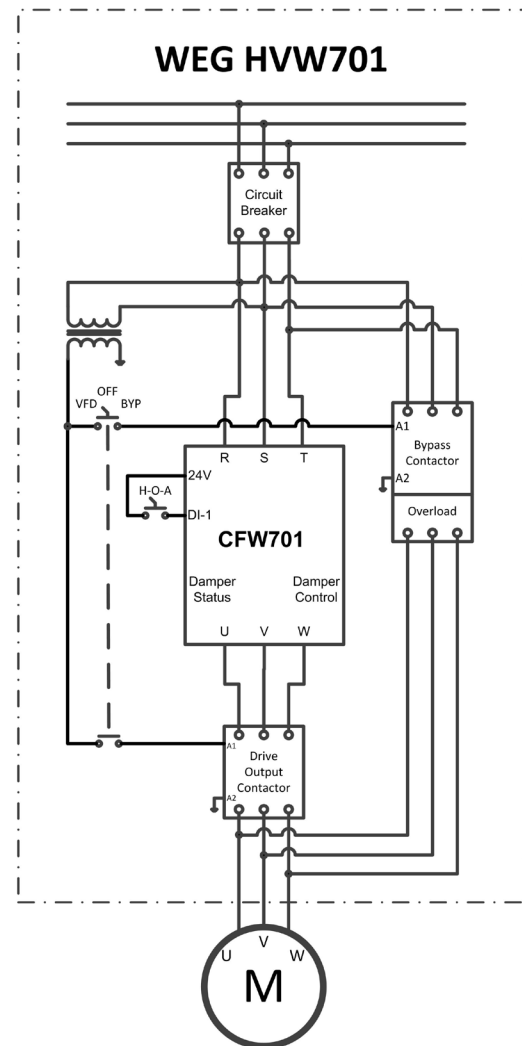 WEG HVW701
Circuit
Breaker
OFF
VFD BYP
A1
Bypass
Contactor
A2
Overload
R S T
24V
H-O-A
DI-1
CFW701
Damper
Status
Damper
Control
U V W
A1
Drive
Output
Contactor
A2
U V W
M